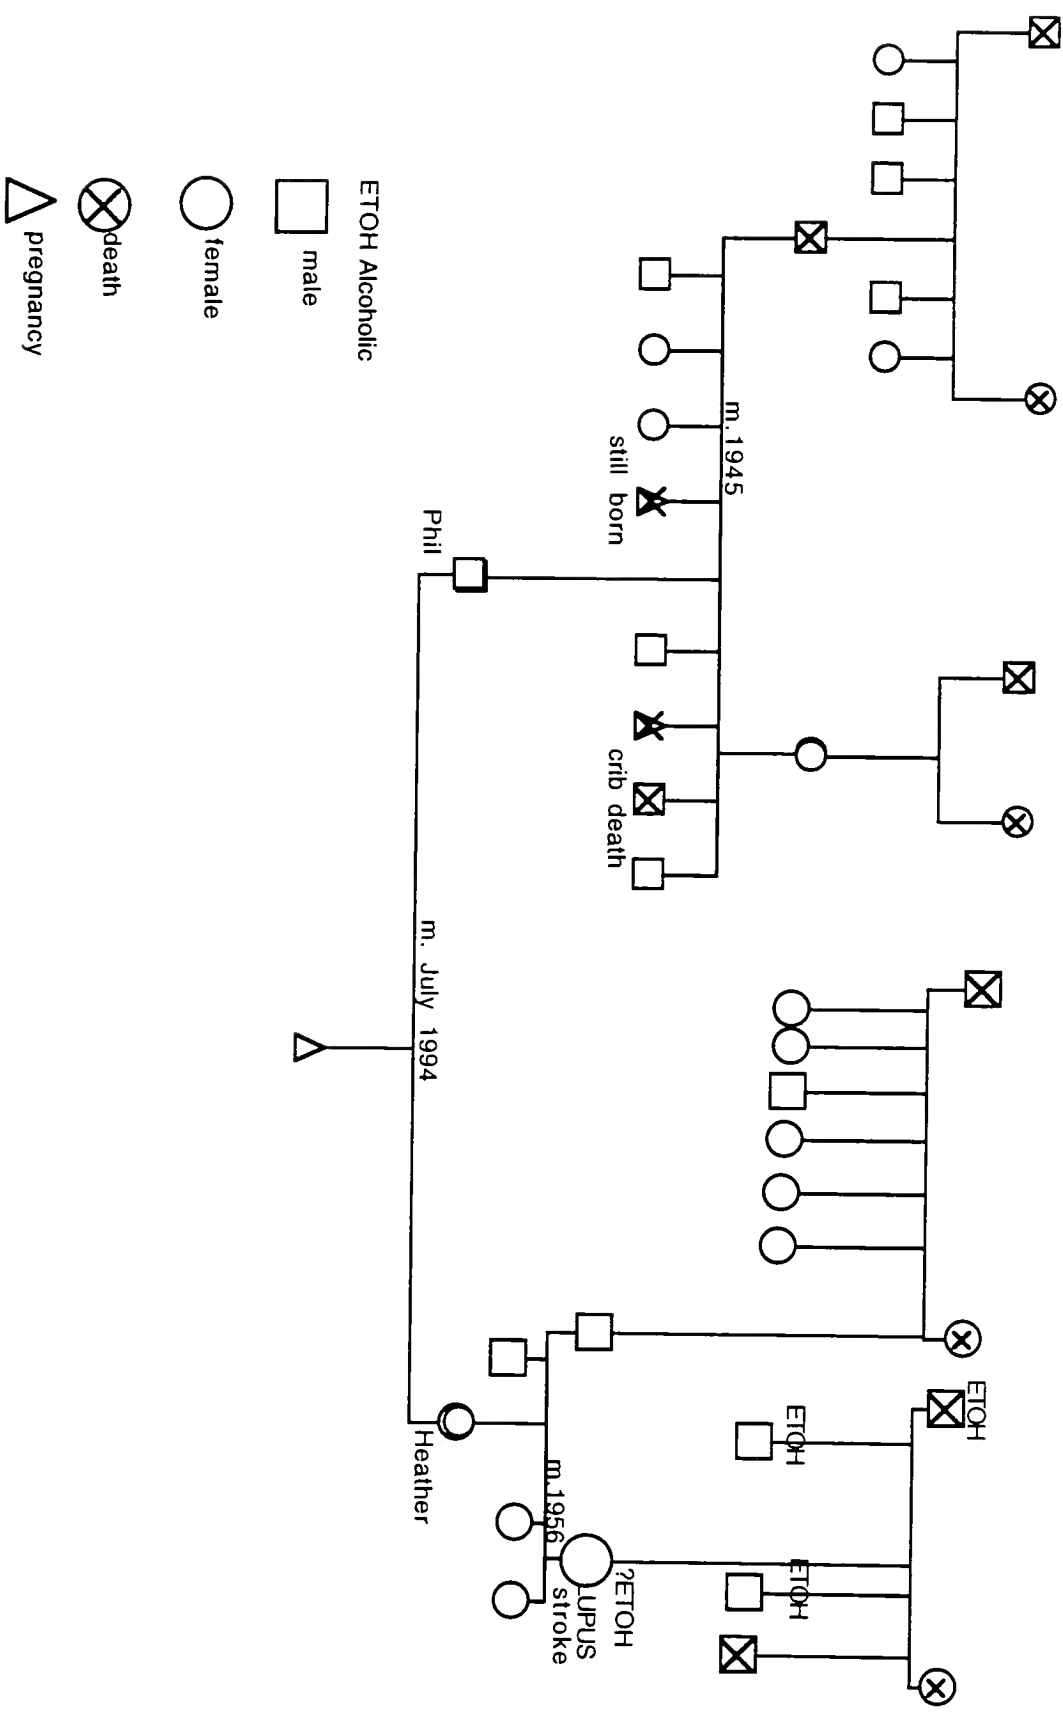 m.1945
still born
crib death
Phil
m. July 1994
Heather
m.1956
ETOH
ETOH
ETOH
?ETOH
LUPUS
stroke
ETOH Alcoholic
male
female
death
pregnancy